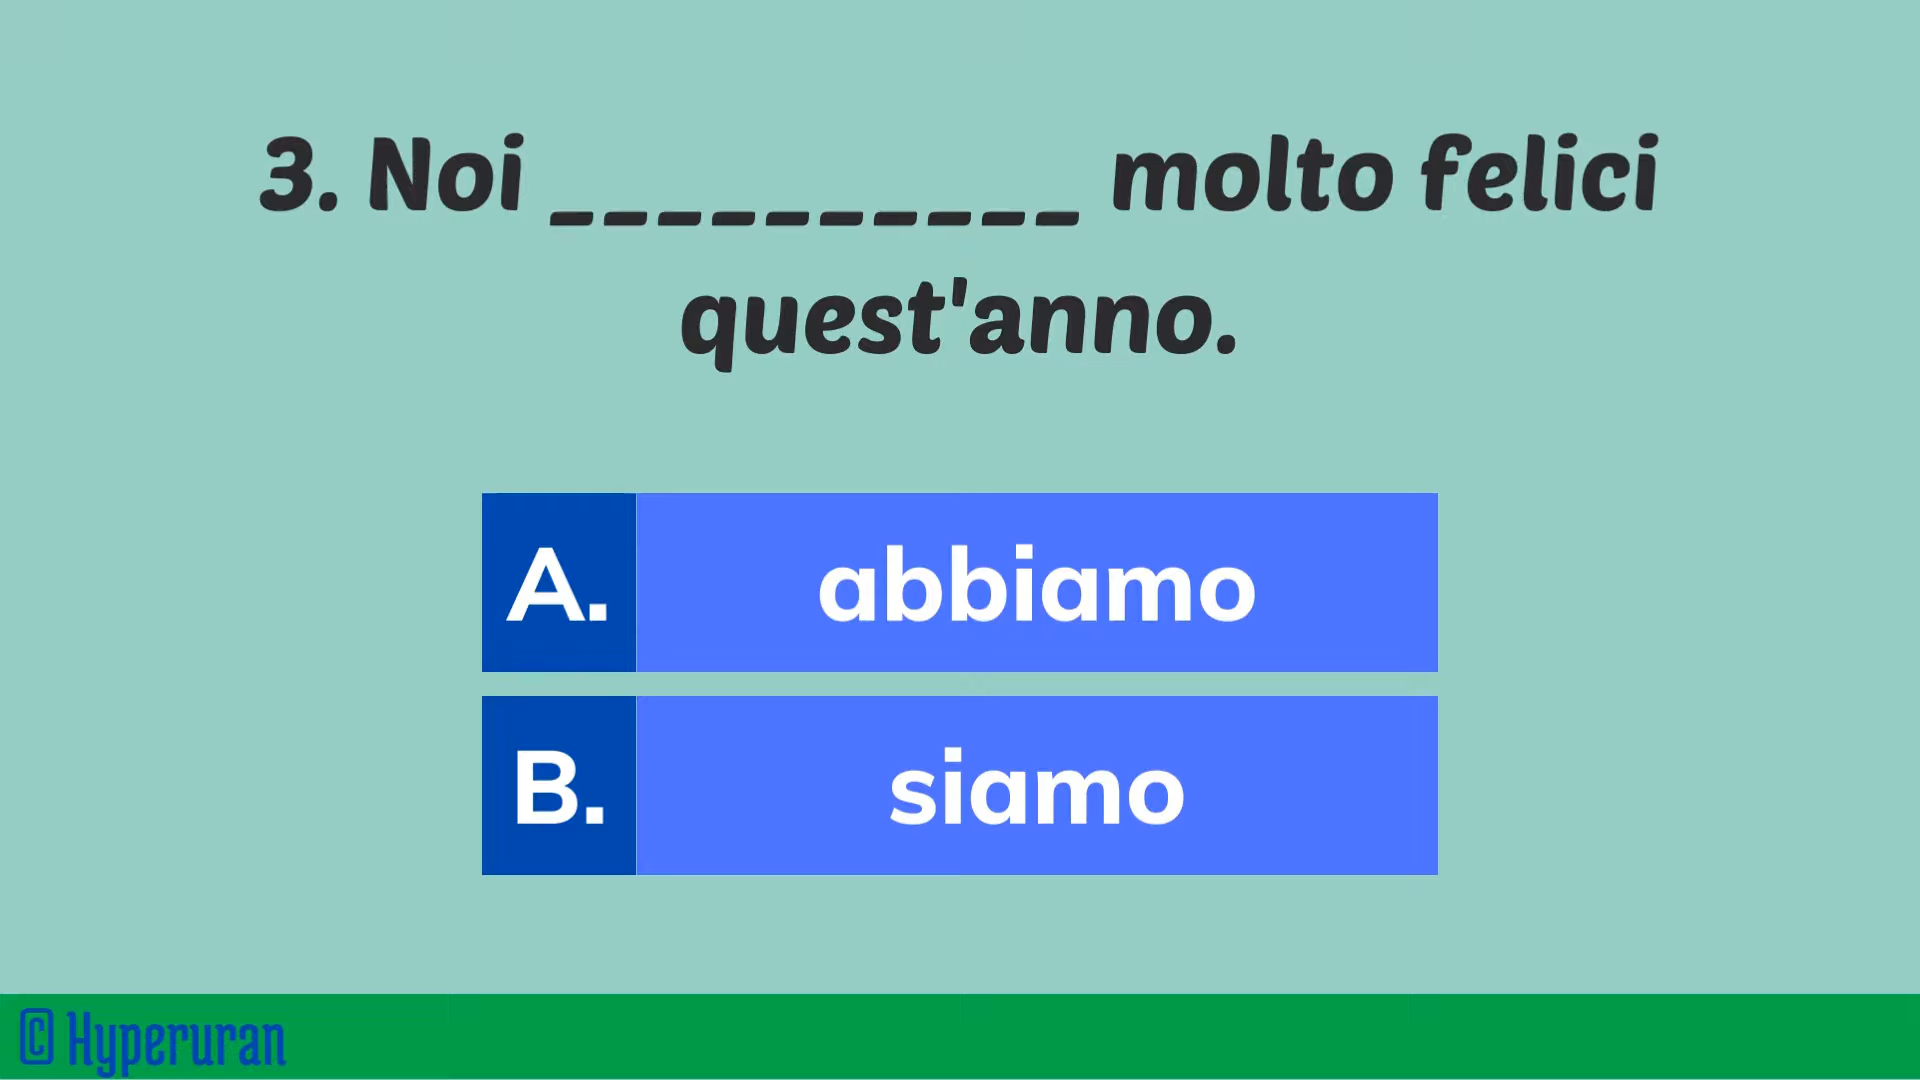 3. Noi __________ molto felici
quest'anno.
A. abbiamo
B. siamo
© Hyperuran